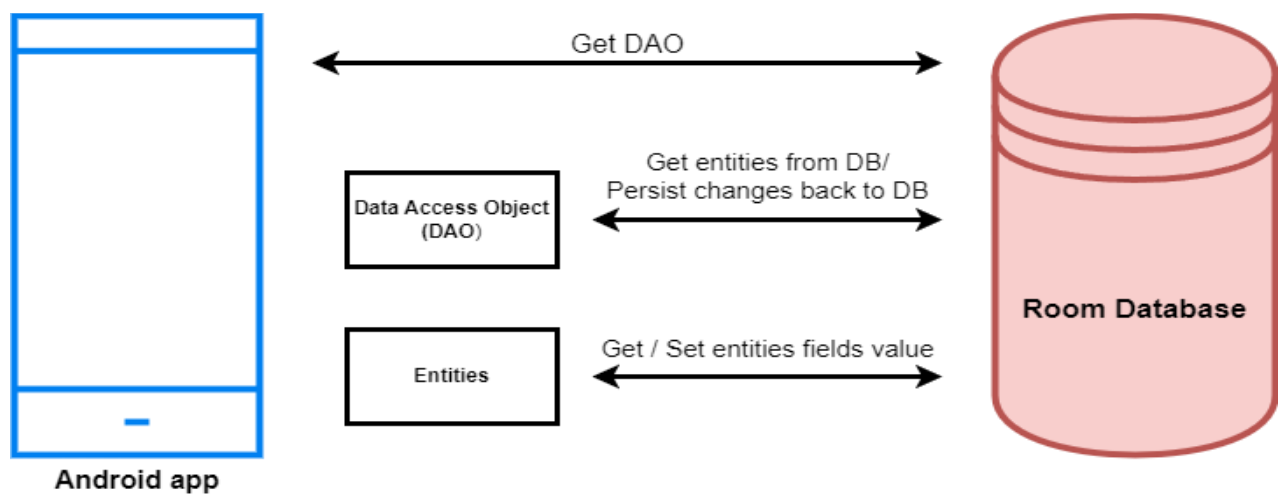 Get DAO
Get entities from DB/
Persist changes back to DB
Data Access Object
(DAO)
Room Database
Get / Set entities fields value
Entities
Android app